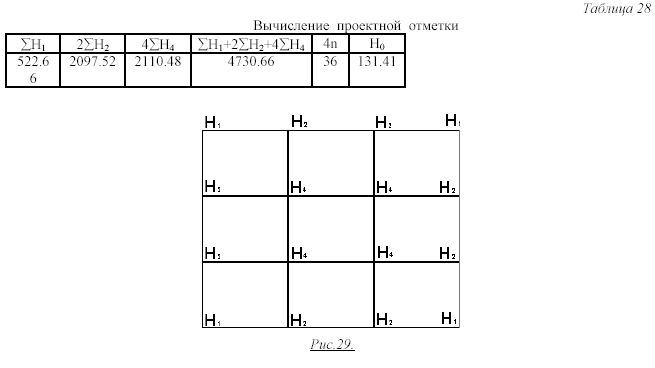 Таблица 28
Вычисление проектной отметки
∑H₁ 2∑H₂ 4∑H₄ ∑H₁+2∑H₂+4∑H₄ 4n H₀
522.6 2097.52 2110.48 4730.66 36 131.41
6
H₁ H₂ H₂ H₁
H₂ H₄ H₄ H₂
H₂ H₄ H₄ H₂
H₁ H₂ H₂ H₁
Рис.29.